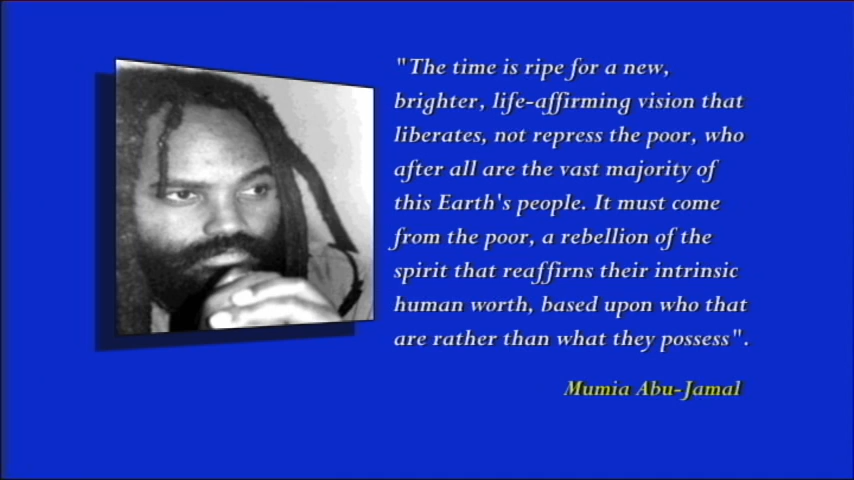 "The time is ripe for a new,
brighter, life-affirming vision that
liberates, not repress the poor, who
after all are the vast majority of
this Earth's people. It must come
from the poor, a rebellion of the
spirit that reaffirns their intrinsic
human worth, based upon who that
are rather than what they possess".
Mumia Abu-Jamal